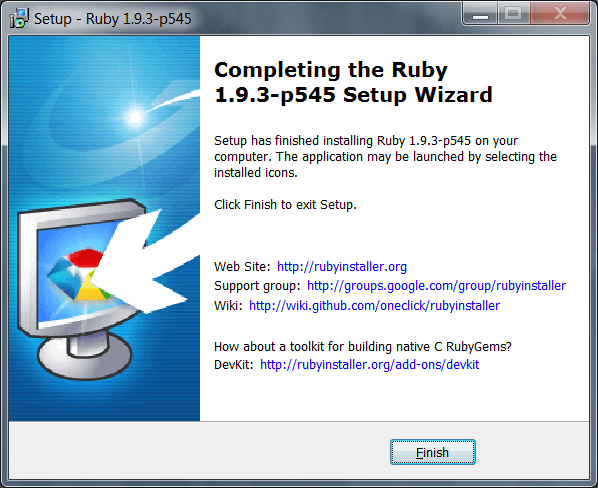 Setup - Ruby 1.9.3-p545
Completing the Ruby
1.9.3-p545 Setup Wizard
Setup has finished installing Ruby 1.9.3-p545 on your
computer. The application may be launched by selecting the
installed icons.
Click Finish to exit Setup.
Web Site: http://rubyinstaller.org
Support group: http://groups.google.com/group/rubyinstaller
Wiki: http://wiki.github.com/oneclick/rubyinstaller
How about a toolkit for building native C RubyGems?
DevKit: http://rubyinstaller.org/add-ons/devkit
Finish